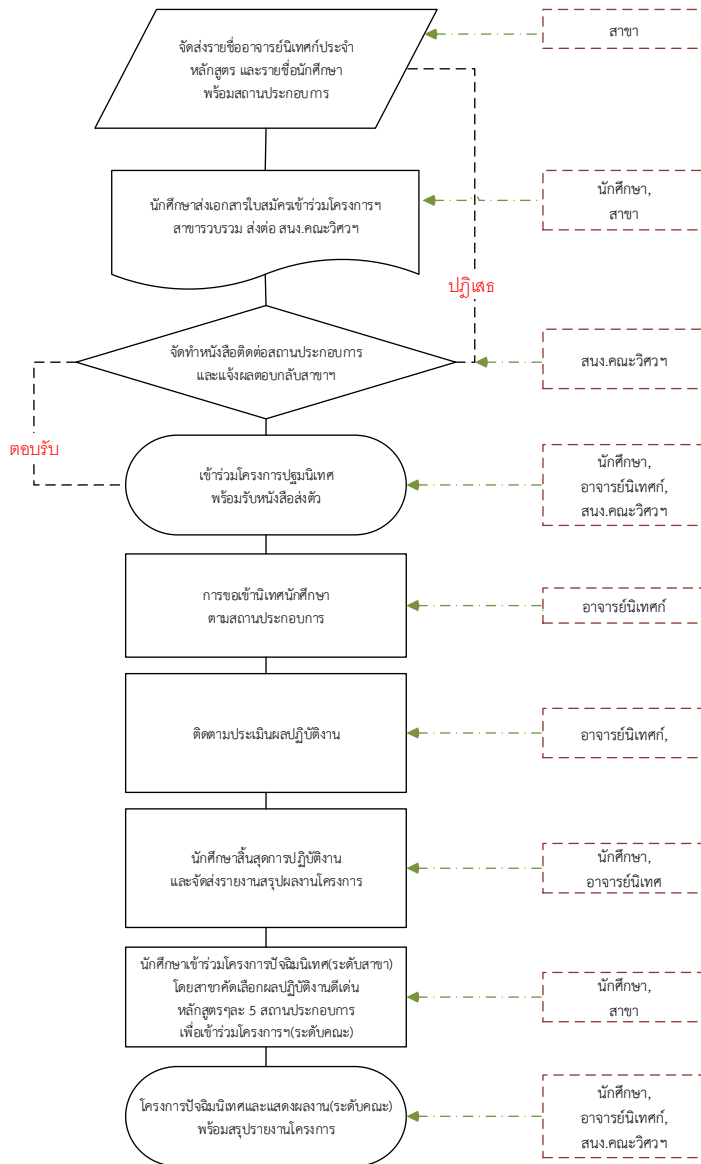 จัดส่งรายชื่ออาจารย์นิเทศก์ประจำ
หลักสูตร และรายชื่อนักศึกษา
พร้อมสถานประกอบการ
สาขา
นักศึกษาส่งเอกสารใบสมัครเข้าร่วมโครงการฯ
สาขารวบรวม ส่งต่อ สนง.คณะวิศวฯ
นักศึกษา,
สาขา
ปฎิเสธ
จัดทำหนังสือติดต่อสถานประกอบการ
และแจ้งผลตอบกลับสาขาฯ
สนง.คณะวิศวฯ
ตอบรับ
เข้าร่วมโครงการปฐมนิเทศ
พร้อมรับหนังสือส่งตัว
นักศึกษา,
อาจารย์นิเทศก์,
สนง.คณะวิศวฯ
การขอเข้านิเทศนักศึกษา
ตามสถานประกอบการ
อาจารย์นิเทศก์
ติดตามประเมินผลปฏิบัติงาน
อาจารย์นิเทศก์,
นักศึกษาสิ้นสุดการปฏิบัติงาน
และจัดส่งรายงานสรุปผลงานโครงการ
นักศึกษา,
อาจารย์นิเทศ
นักศึกษาเข้าร่วมโครงการปัจฉิมนิเทศ(ระดับสาขา)
โดยสาขาคัดเลือกผลปฏิบัติงานดีเด่น
หลักสูตรๆละ 5 สถานประกอบการ
เพื่อเข้าร่วมโครงการฯ(ระดับคณะ)
นักศึกษา,
สาขา
โครงการปัจฉิมนิเทศและแสดงผลงาน(ระดับคณะ)
พร้อมสรุปรายงานโครงการ
นักศึกษา,
อาจารย์นิเทศก์,
สนง.คณะวิศวฯ